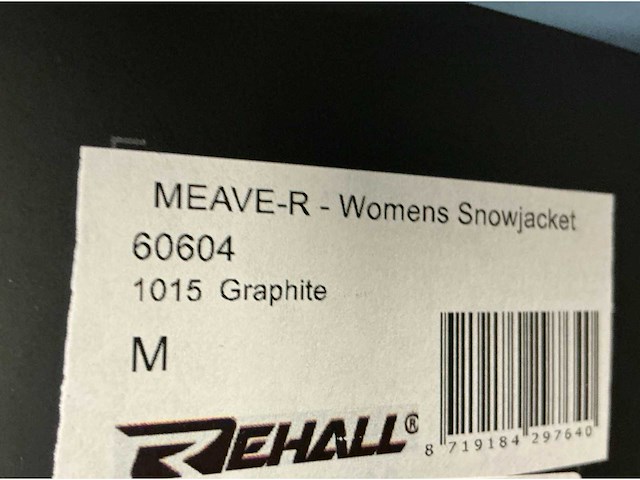 MEAVE-R - Womens Snowjacket
60604
1015 Graphite
M
REHALL®
8 719184 297640